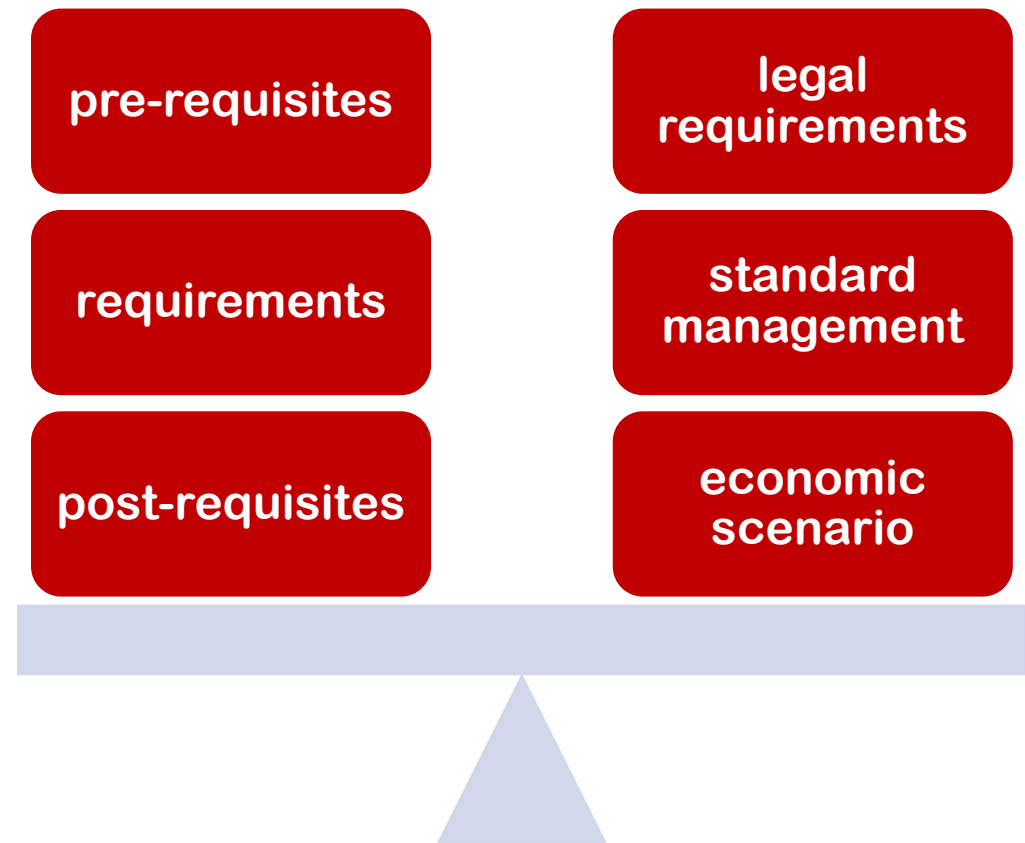 pre-requisites
requirements
post-requisites
legal
requirements
standard
management
economic
scenario